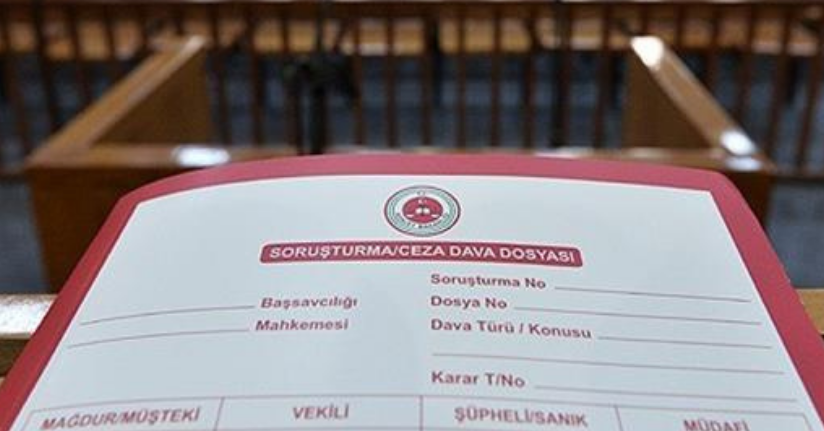 SORUŞTURMA/CEZA DAVA DOSYASI
Soruşturma No
Başsavcılığı
Dosya No
Mahkemesi
Dava Türü / Konusu
Karar T/No
MAĞDUR/MÜŞTEKİ
VEKİLİ
ŞÜPHELİ/SANIK
MÜDAFİ